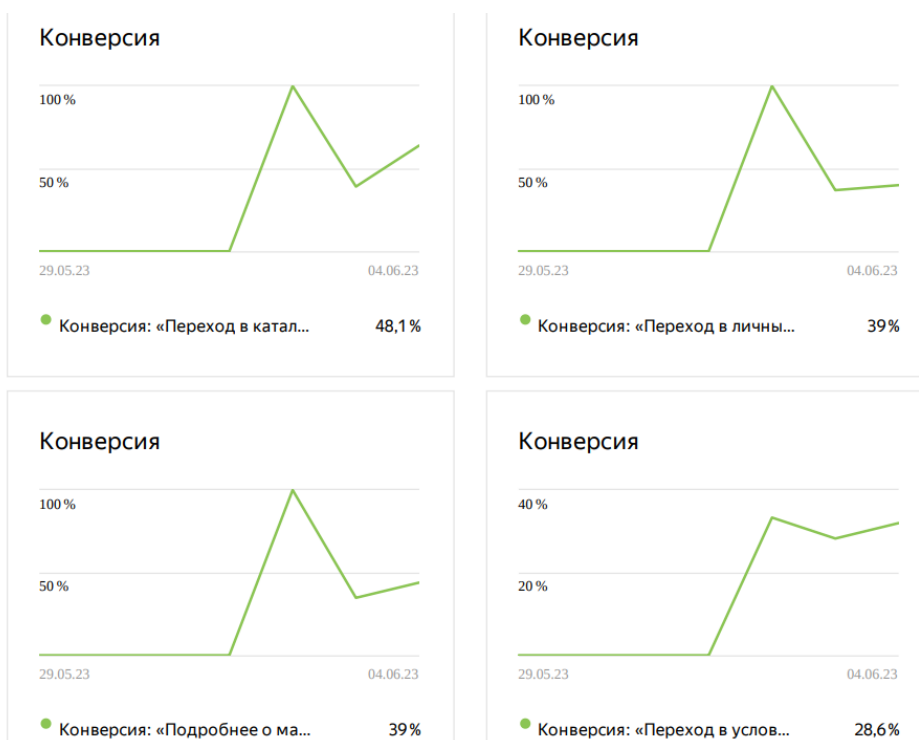 Конверсия
100 %
50 %
29.05.23 04.06.23
Конверсия: «Переход в катал... 48,1 %
Конверсия
100 %
50 %
29.05.23 04.06.23
Конверсия: «Переход в личны... 39 %
Конверсия
100 %
50 %
29.05.23 04.06.23
Конверсия: «Подробнее о ма... 39 %
Конверсия
40 %
20 %
29.05.23 04.06.23
Конверсия: «Переход в услов... 28,6 %